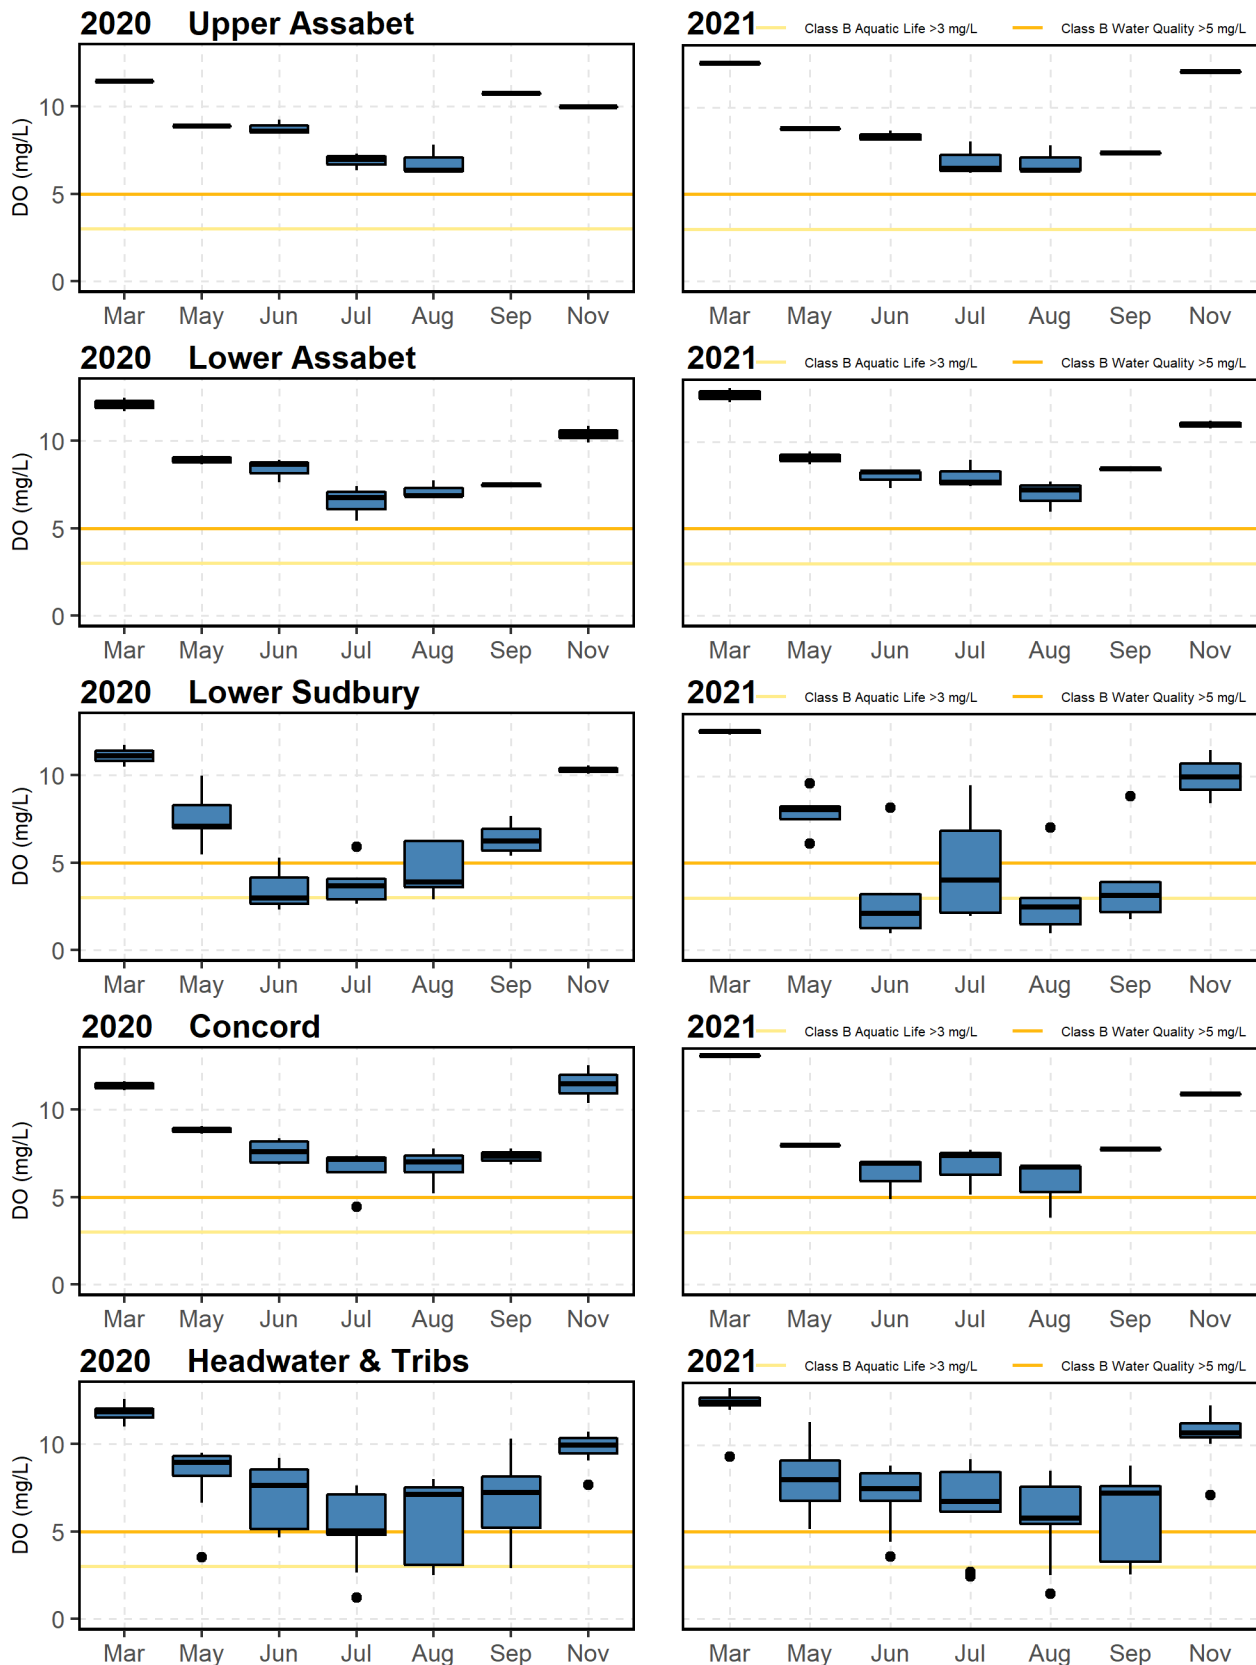 2020 Upper Assabet 2021 Class B Aquatic Life >3 mg/L Class B Water Quality >5 mg/L
DO (mg/L)
10
5
0
Mar May Jun Jul Aug Sep Nov Mar May Jun Jul Aug Sep Nov
2020 Lower Assabet 2021 Class B Aquatic Life >3 mg/L Class B Water Quality >5 mg/L
DO (mg/L)
10
5
0
Mar May Jun Jul Aug Sep Nov Mar May Jun Jul Aug Sep Nov
2020 Lower Sudbury 2021 Class B Aquatic Life >3 mg/L Class B Water Quality >5 mg/L
DO (mg/L)
10
5
0
Mar May Jun Jul Aug Sep Nov Mar May Jun Jul Aug Sep Nov
2020 Concord 2021 Class B Aquatic Life >3 mg/L Class B Water Quality >5 mg/L
DO (mg/L)
10
5
0
Mar May Jun Jul Aug Sep Nov Mar May Jun Jul Aug Sep Nov
2020 Headwater & Tribs 2021 Class B Aquatic Life >3 mg/L Class B Water Quality >5 mg/L
DO (mg/L)
10
5
0
Mar May Jun Jul Aug Sep Nov Mar May Jun Jul Aug Sep Nov